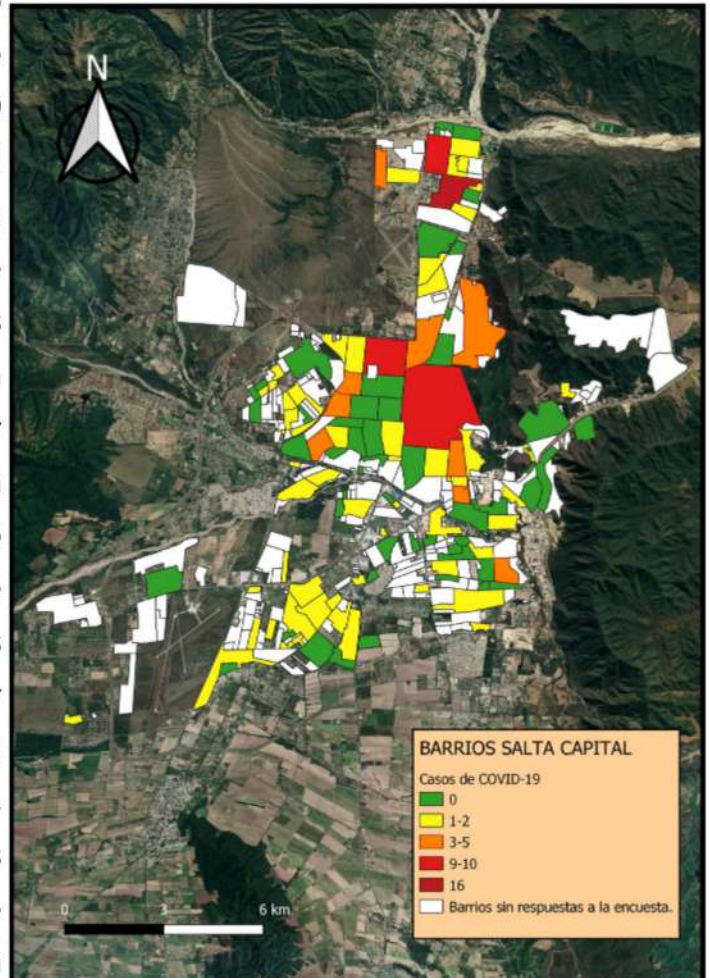 N
BARRIOS SALTA CAPITAL
Casos de COVID-19
0
1-2
3-5
9-10
16
Barrios sin respuestas a la encuesta.
0 3 6 km